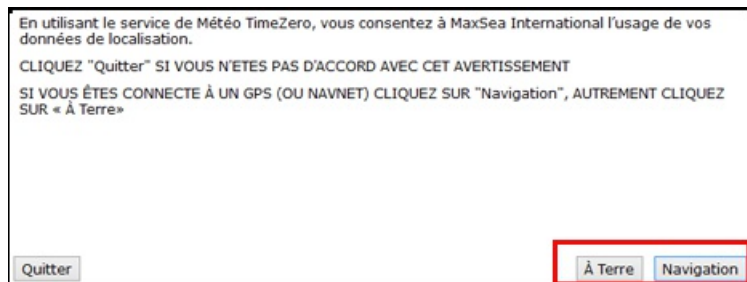 En utilisant le service de Météo TimeZero, vous consentez à MaxSea International l'usage de vos
données de localisation.
CLIQUEZ "Quitter" SI VOUS N'ETES PAS D'ACCORD AVEC CET AVERTISSEMENT
SI VOUS ÊTES CONNECTE À UN GPS (OU NAVNET) CLIQUEZ SUR "Navigation", AUTREMENT CLIQUEZ
SUR « À Terre»
Quitter À Terre Navigation